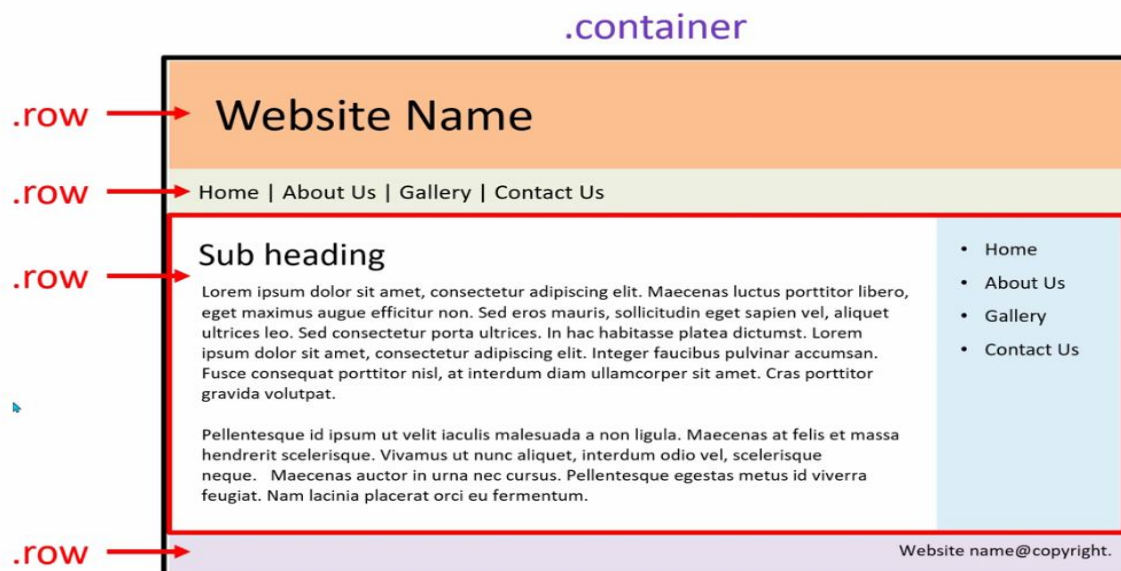 .container
.row
Website Name
.row
Home | About Us | Gallery | Contact Us
.row
Sub heading
Lorem ipsum dolor sit amet, consectetur adipiscing elit. Maecenas luctus porttitor libero,
eget maximus augue efficitur non. Sed eros mauris, sollicitudin eget sapien vel, aliquet
ultrices leo. Sed consectetur porta ultrices. In hac habitasse platea dictumst. Lorem
ipsum dolor sit amet, consectetur adipiscing elit. Integer faucibus pulvinar accumsan.
Fusce consequat porttitor nisl, at interdum diam ullamcorper sit amet. Cras porttitor
gravida volutpat.
Pellentesque id ipsum ut velit iaculis malesuada a non ligula. Maecenas at felis et massa
hendrerit scelerisque. Vivamus ut nunc aliquet, interdum odio vel, scelerisque
neque. Maecenas auctor in urna nec cursus. Pellentesque egestas metus id viverra
feugiat. Nam lacinia placerat orci eu fermentum.
• Home
• About Us
• Gallery
• Contact Us
.row
Website name@copyright.